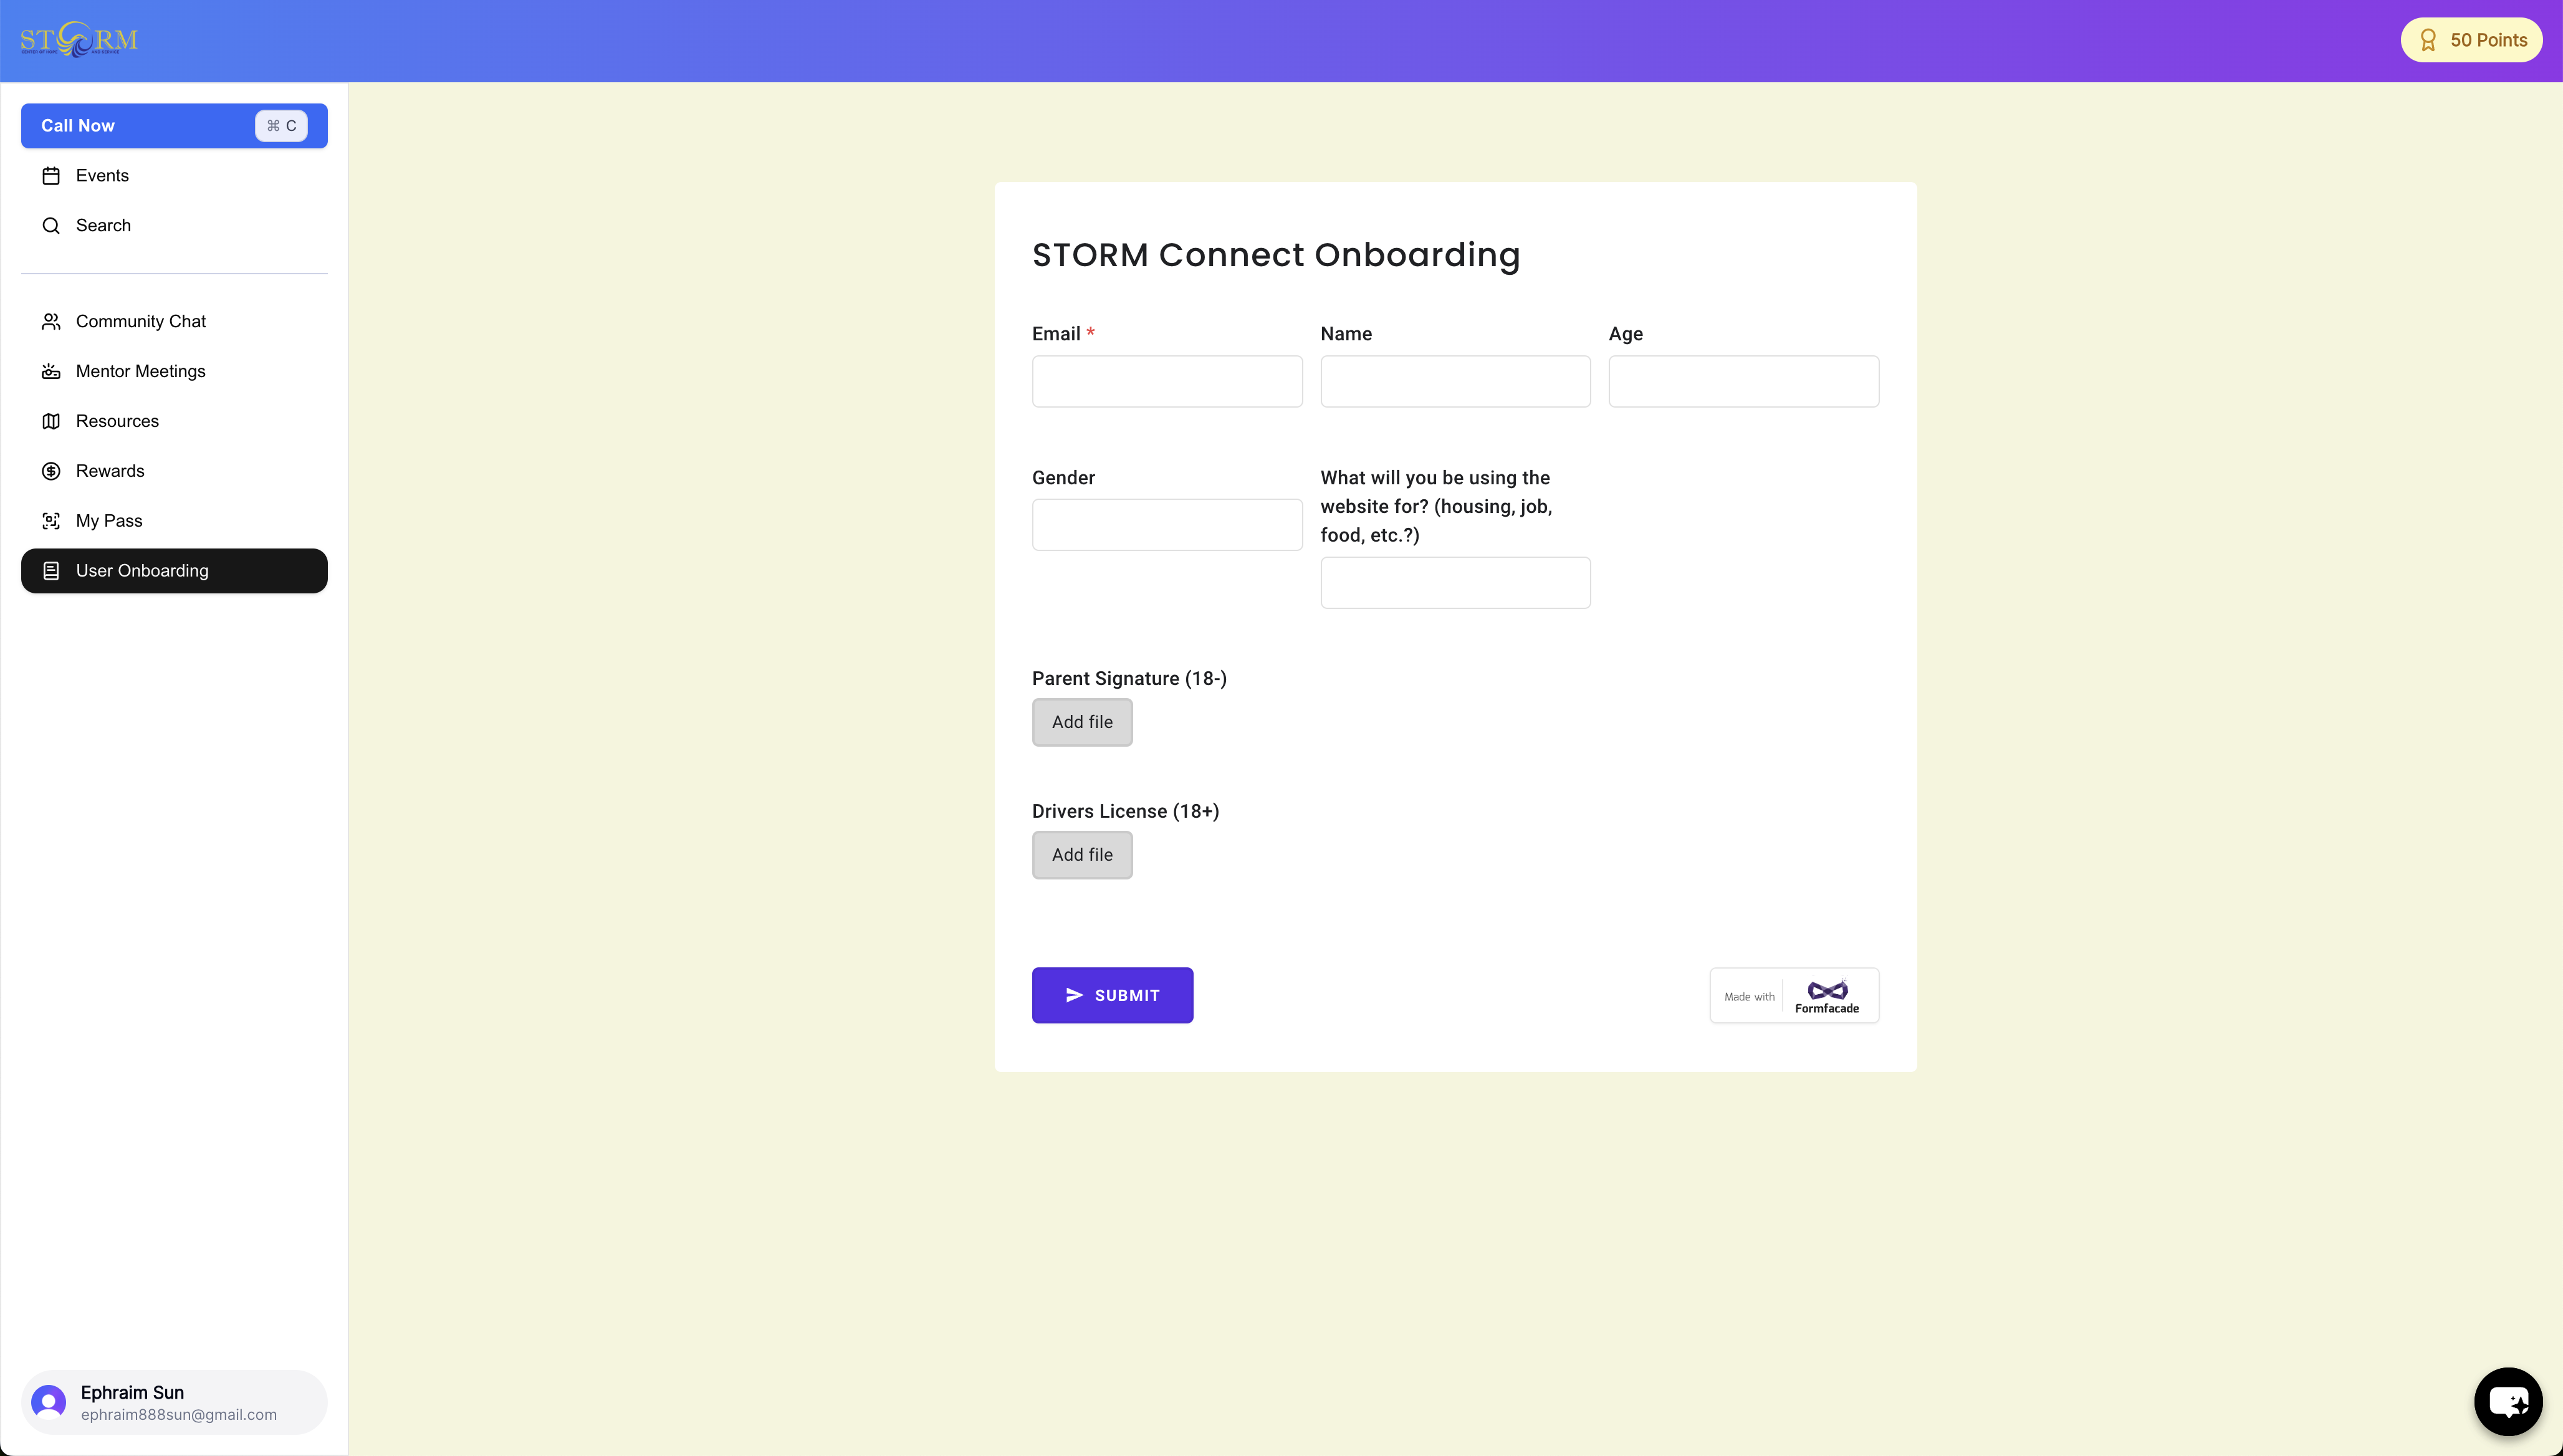 STORM
50 Points
Call Now
⌘ C
Events
Search
Community Chat
Mentor Meetings
Resources
Rewards
My Pass
User Onboarding
STORM Connect Onboarding
Email *
Name
Age
Gender
What will you be using the
website for? (housing, job,
food, etc.?)
Parent Signature (18-)
Add file
Drivers License (18+)
Add file
SUBMIT
Made with
Formfacade
Ephraim Sun
ephraim888sun@gmail.com